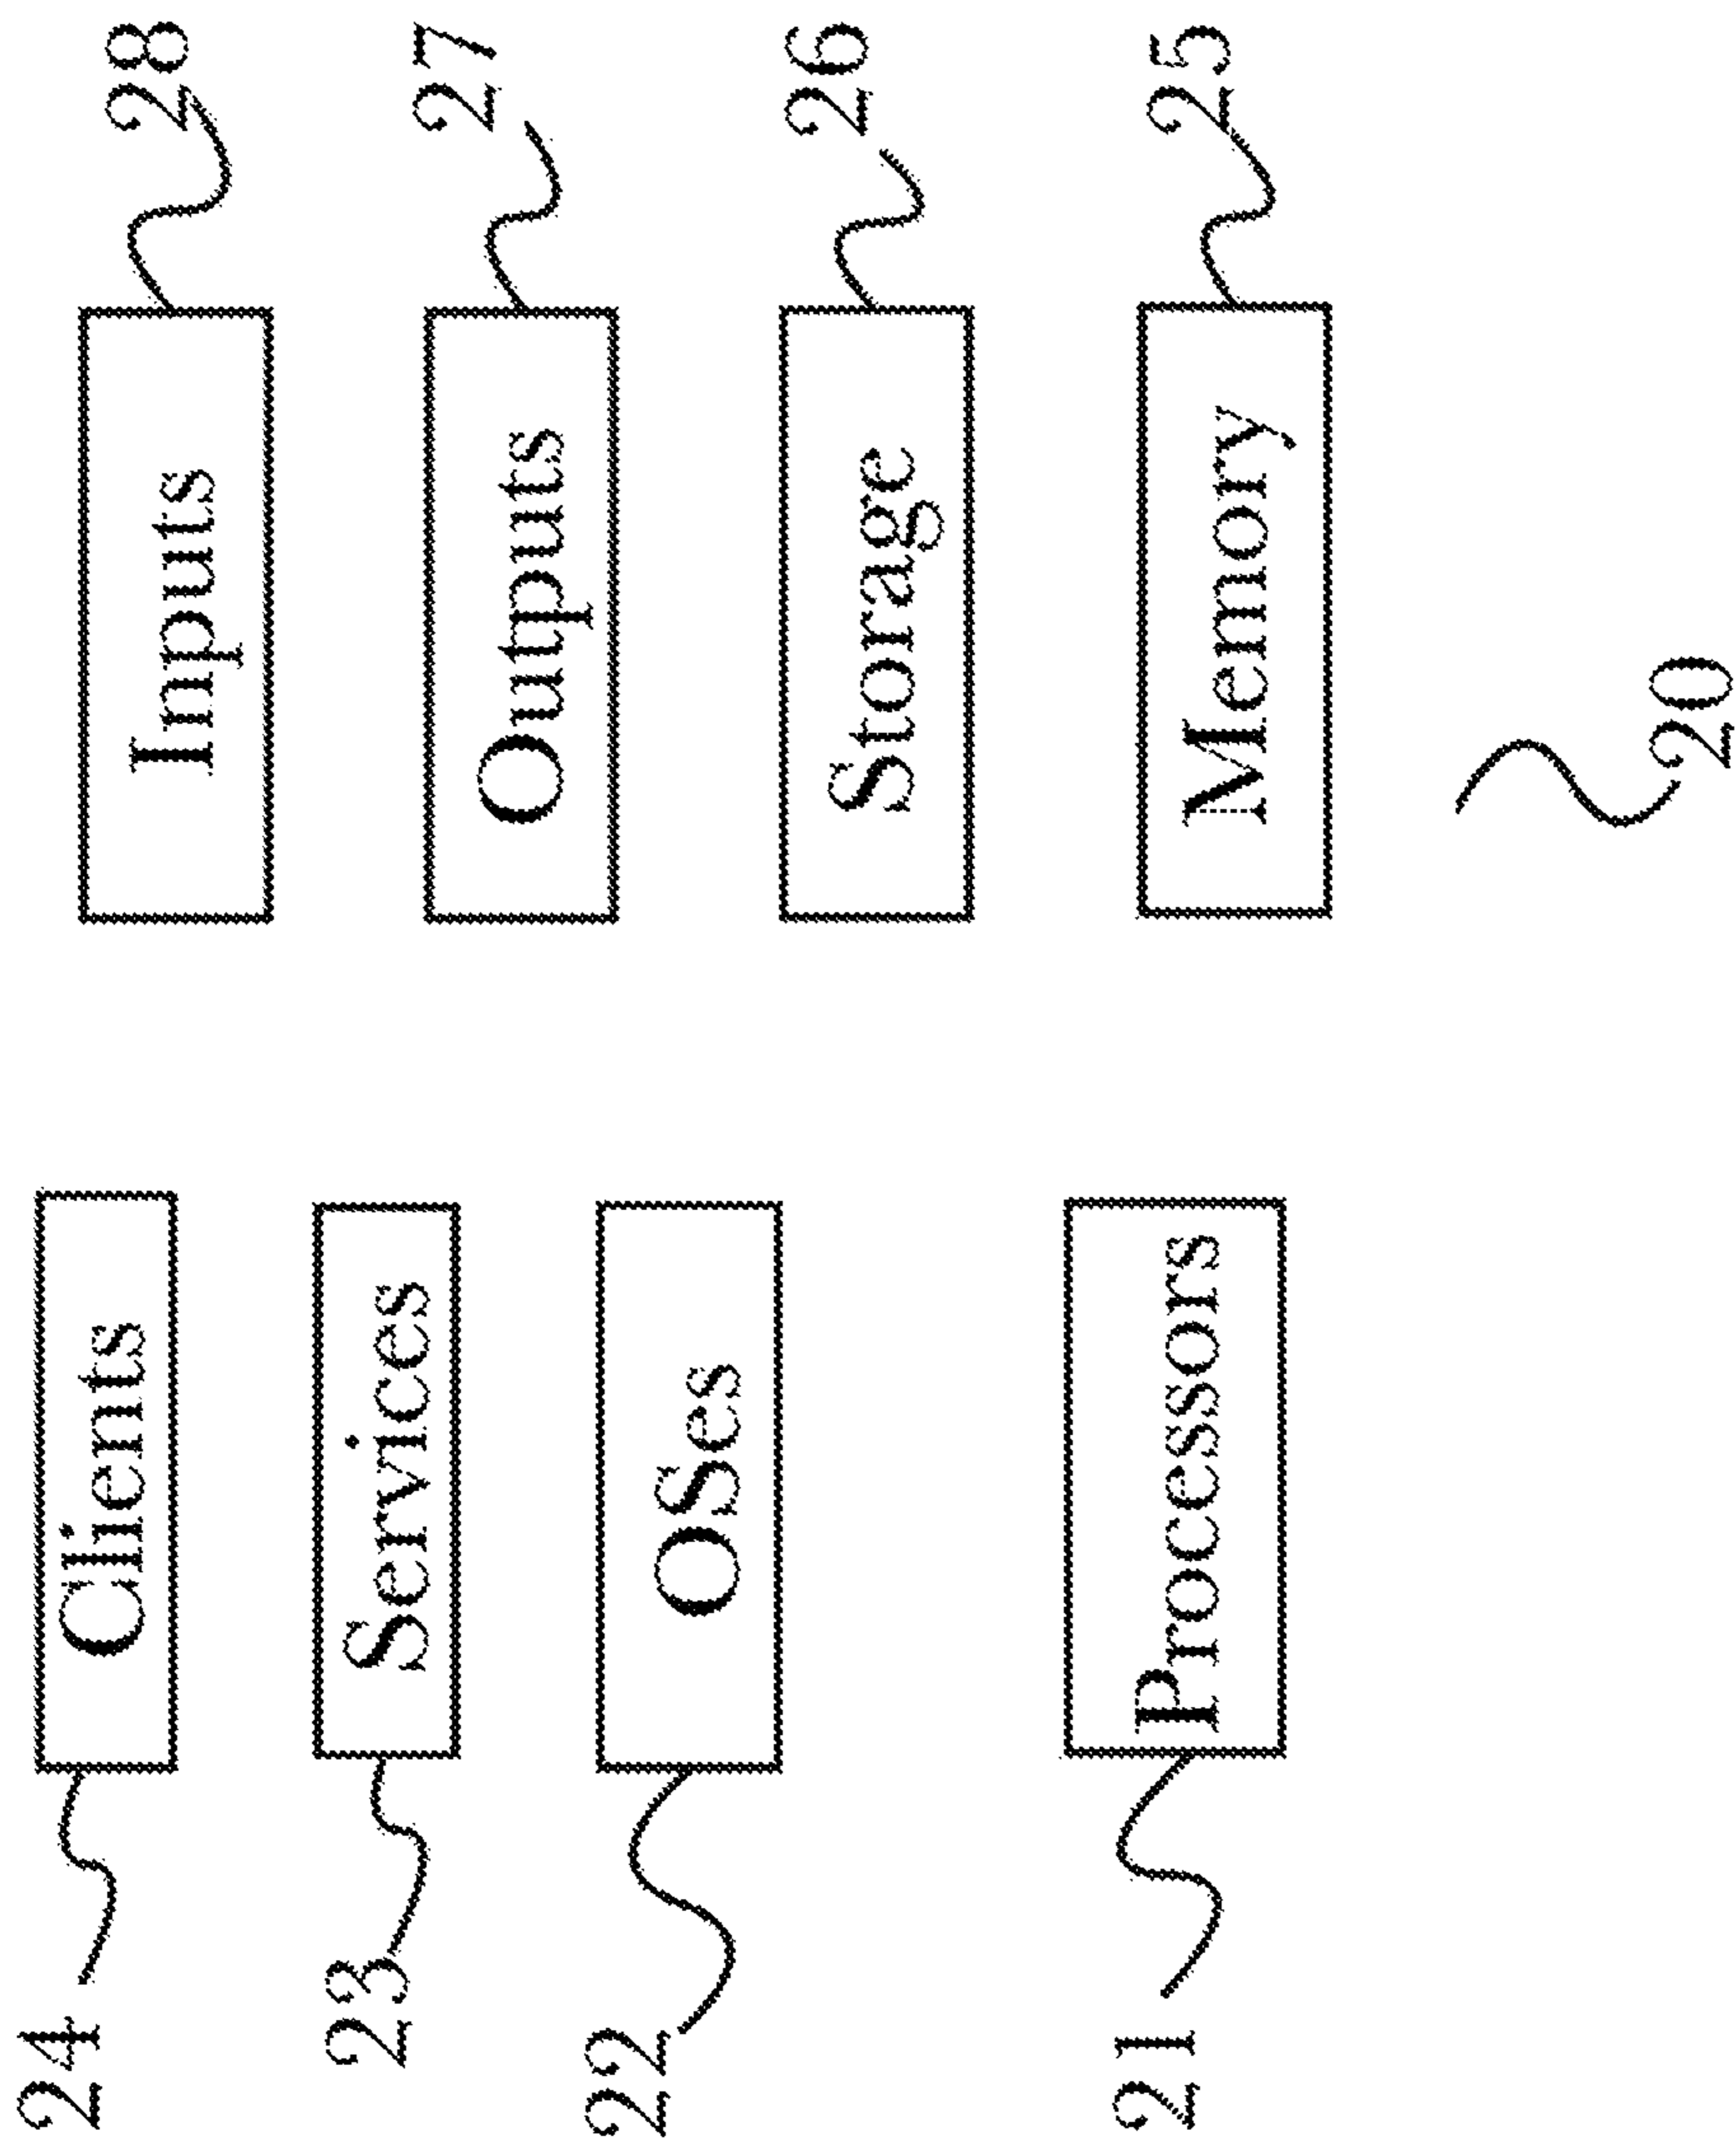 24 Clients
Inputs 28
23 Services
Outputs 27
22 OSes
Storage 26
21 Processors
Memory 25
20